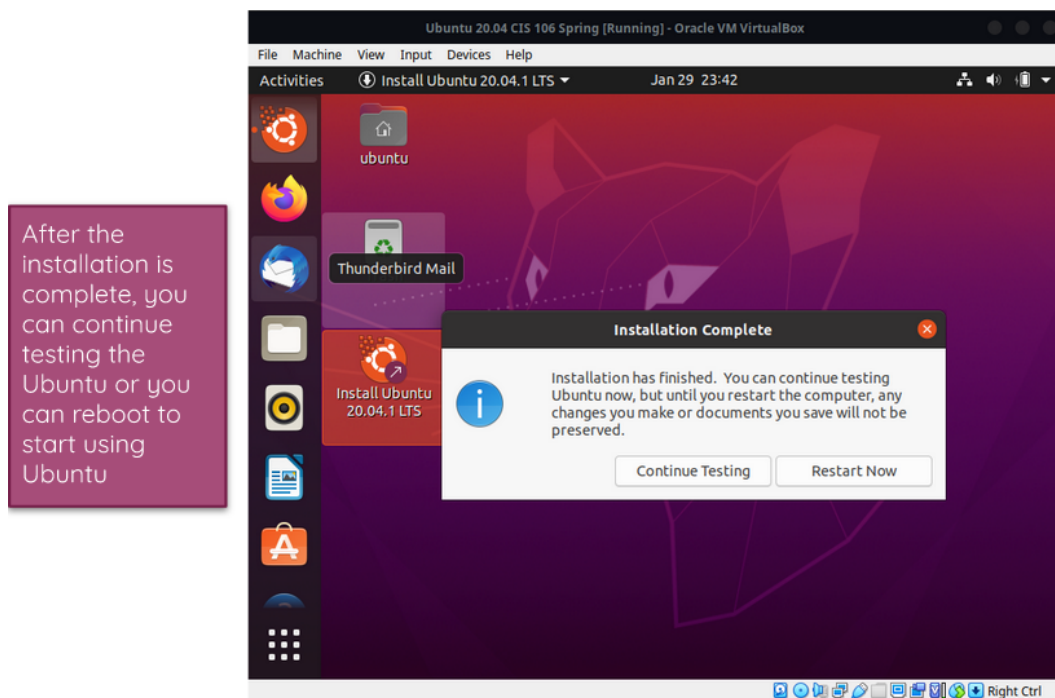 Ubuntu 20.04 CIS 106 Spring [Running] - Oracle VM VirtualBox
File Machine View Input Devices Help
Activities Install Ubuntu 20.04.1 LTS Jan 29 23:42
ubuntu
After the
installation is
complete, you
can continue
testing the
Ubuntu or you
can reboot to
start using
Ubuntu
Thunderbird Mail
Install Ubuntu
20.04.1 LTS
Installation Complete
Installation has finished. You can continue testing
Ubuntu now, but until you restart the computer, any
changes you make or documents you save will not be
preserved.
Continue Testing Restart Now
Right Ctrl